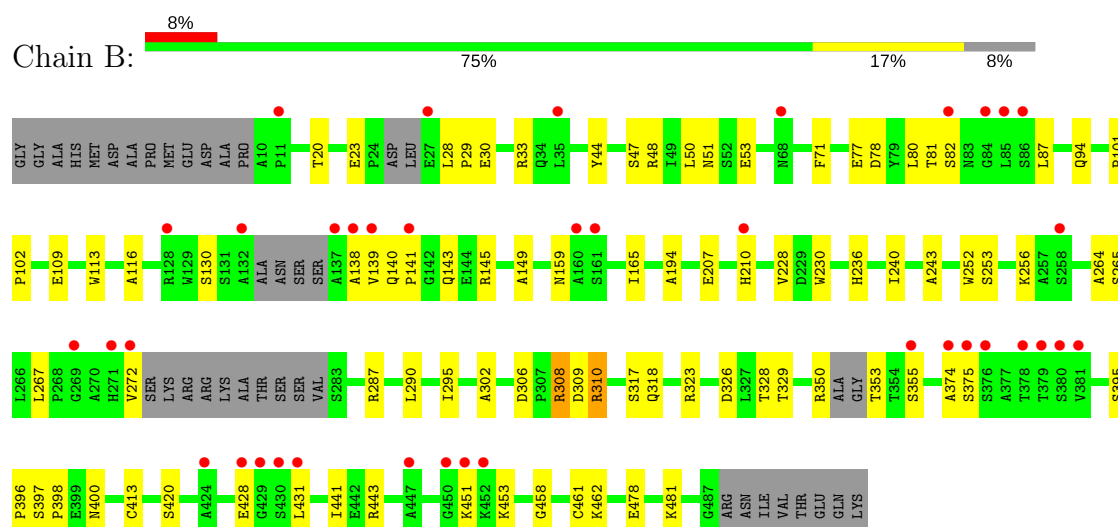 8%
Chain B:
75% 17% 8%
GLY GLY ALA HIS MET ASP ALA PRO MET GLU ASP ALA PRO A10 P11 T20 E23 P24 ASP LEU E27 L28 P29 E30 R33 Q34 L35 Y44 S47 R48 I49 L50 N51 S52 E53 N68 F71 E77 D78 Y79 L80 T81 S82 N83 G84 L85 S86 L87 Q94 P101
P102 E109 W113 A116 R128 W129 S130 S131 A132 ALA ASN SER SER A137 A138 V139 Q140 P141 G142 Q143 E144 R145 A149 N159 A160 S161 I165 A194 E207 H210 V228 D229 W230 H236 I240 A243 W252 S253 K256 A257 S258 A264 S265
L266 L267 P268 G269 A270 H271 V272 SER LYS ARG ARG LYS ALA THR SER SER VAL S283 R287 L290 I295 A302 D306 P307 R308 D309 R310 S317 Q318 R323 D326 L327 T328 T329 R350 ALA GLY T353 T354 S355 A374 S375 S376 A377 T378 T379 S380 V381 S395
P396 S397 P398 E399 N400 C413 S420 A424 E428 G429 S430 L431 I441 E442 R443 A447 G450 K451 K452 K453 G458 C461 K462 E478 K481 G487 ARG ASN ILE VAL THR GLU GLN LYS